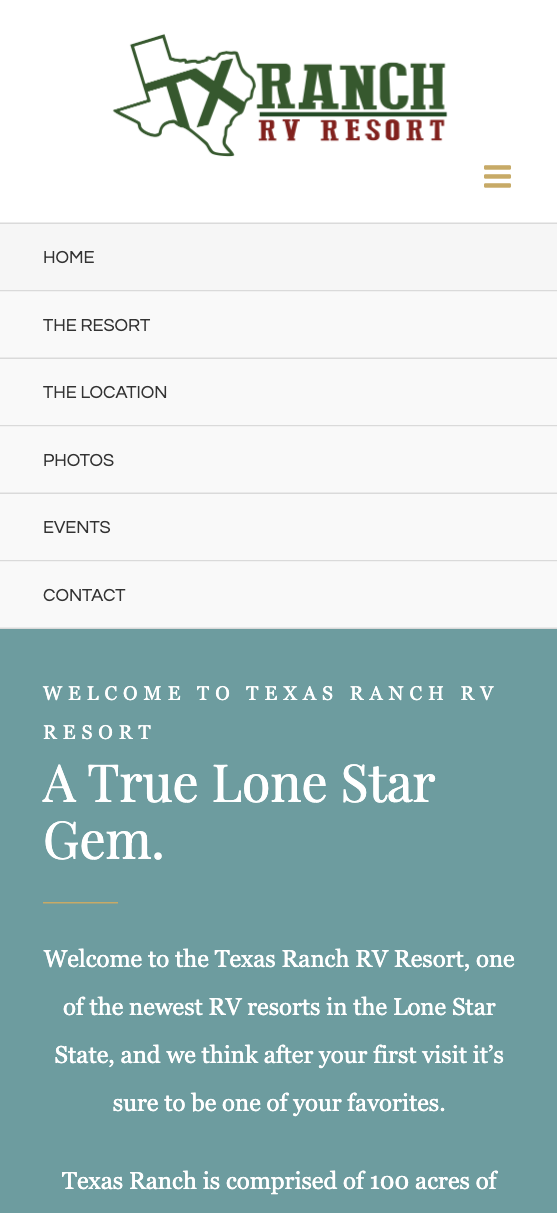 TX RANCH
RV RESORT
HOME
THE RESORT
THE LOCATION
PHOTOS
EVENTS
CONTACT
WELCOME TO TEXAS RANCH RV
RESORT
A True Lone Star
Gem.
Welcome to the Texas Ranch RV Resort, one
of the newest RV resorts in the Lone Star
State, and we think after your first visit it’s
sure to be one of your favorites.
Texas Ranch is comprised of 100 acres of